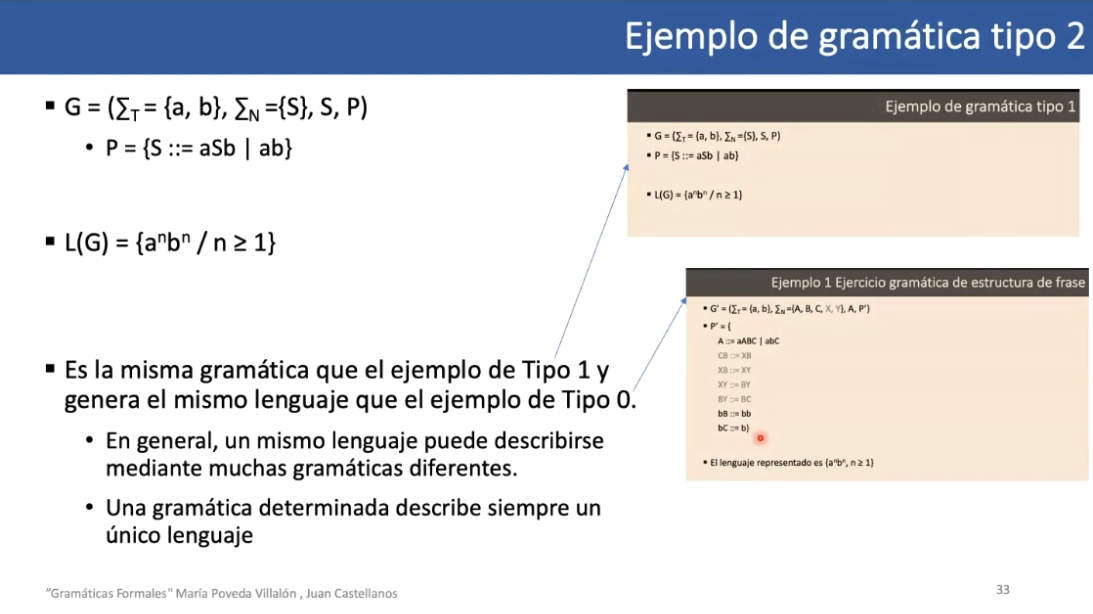 Ejemplo de gramática tipo 2
▪ G = (∑T = {a, b}, ∑N ={S}, S, P)
• P = {S ::= aSb | ab}
▪ L(G) = {aⁿbⁿ / n ≥ 1}
▪ Es la misma gramática que el ejemplo de Tipo 1 y
genera el mismo lenguaje que el ejemplo de Tipo 0.
• En general, un mismo lenguaje puede describirse
mediante muchas gramáticas diferentes.
• Una gramática determinada describe siempre un
único lenguaje
Ejemplo de gramática tipo 1
▪ G = (∑T = {a, b}, ∑N ={S}, S, P)
▪ P = {S ::= aSb | ab}
▪ L(G) = {aⁿbⁿ / n ≥ 1}
Ejemplo 1 Ejercicio gramática de estructura de frase
▪ G' = (∑T = {a, b}, ∑N ={A, B, C, X, Y}, A, P')
▪ P' = {
A ::= aABC | abC
CB ::= XB
XB ::= XY
XY ::= BY
BY ::= BC
bB ::= bb
bC ::= b}
▪ El lenguaje representado es {aⁿbⁿ, n ≥ 1}
"Gramáticas Formales" María Poveda Villalón , Juan Castellanos
33